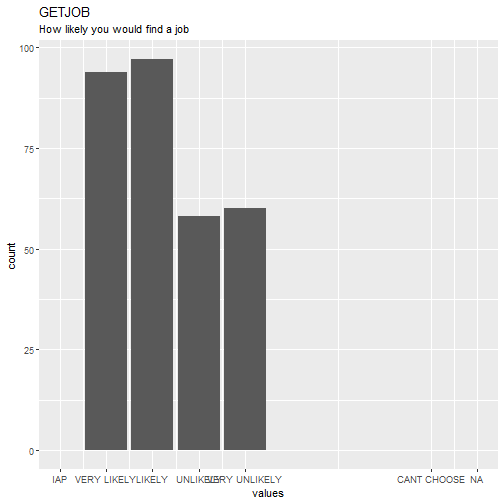 GETJOB
How likely you would find a job
100
75
50
25
0
count
IAP VERY LIKELY LIKELY UNLIKELY VERY UNLIKELY CANT CHOOSE NA
values